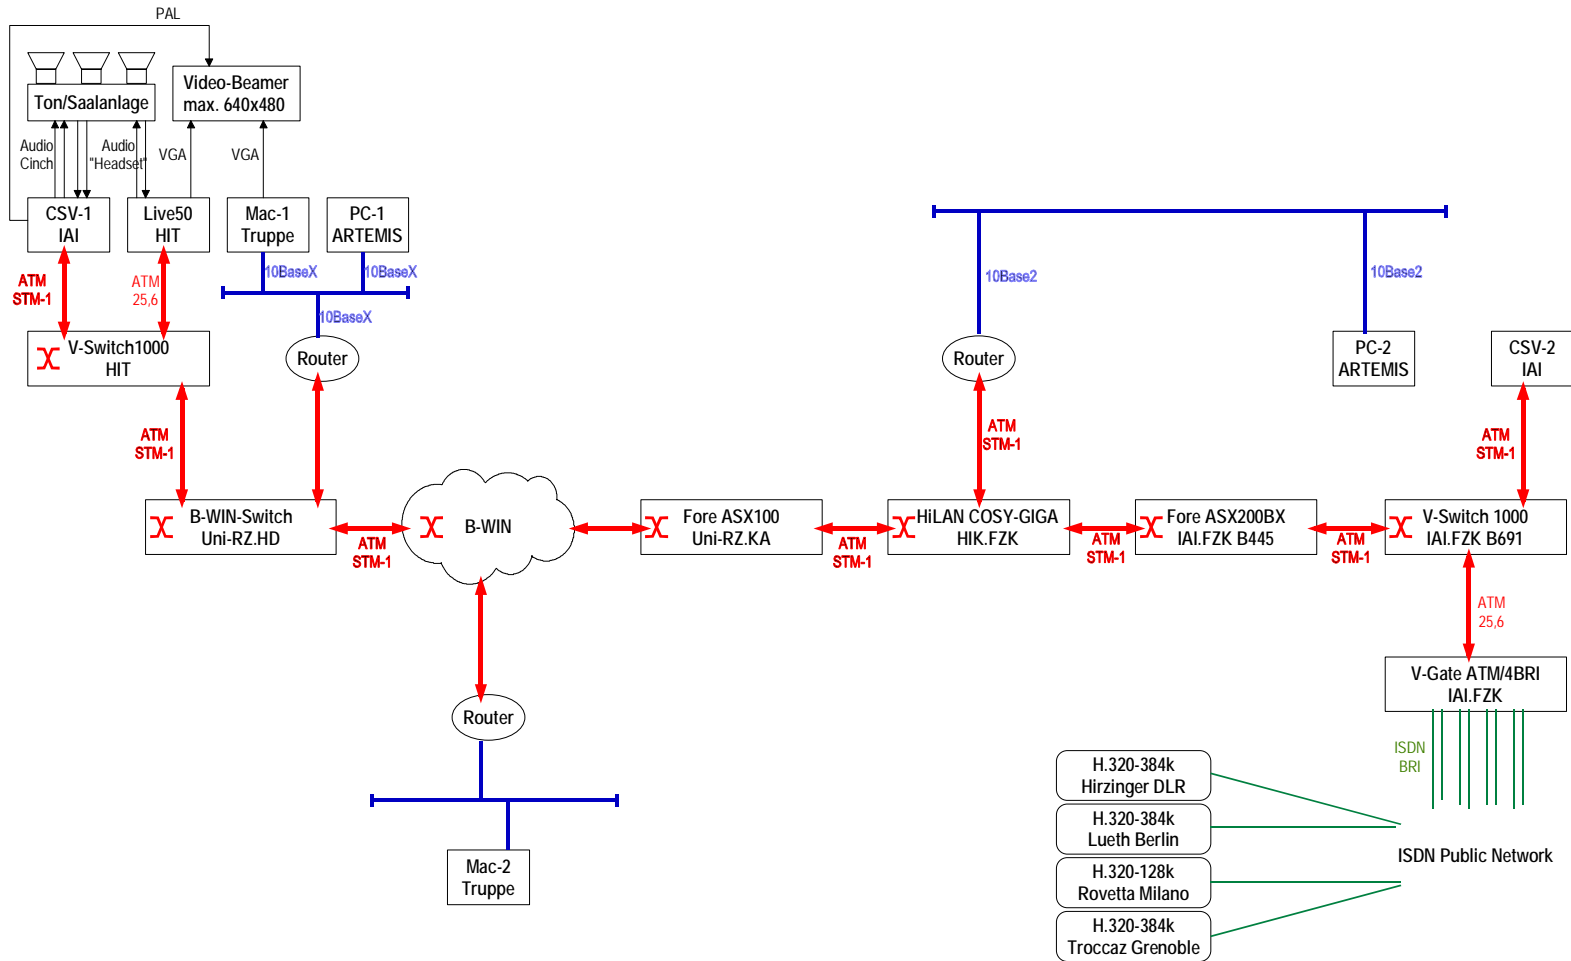 PAL
Ton/Saalanlage
Video-Beamer
max. 640x480
Audio
Cinch
Audio
"Headset"
VGA
VGA
CSV-1
IAI
Live50
HIT
Mac-1
Truppe
PC-1
ARTEMIS
ATM
STM-1
ATM
25,6
10BaseX
10BaseX
10BaseX
10Base2
10Base2
V-Switch1000
HIT
Router
Router
PC-2
ARTEMIS
CSV-2
IAI
ATM
STM-1
ATM
STM-1
ATM
STM-1
B-WIN-Switch
Uni-RZ.HD
ATM
STM-1
B-WIN
Fore ASX100
Uni-RZ.KA
ATM
STM-1
HiLAN COSY-GIGA
HIK.FZK
ATM
STM-1
Fore ASX200BX
IAI.FZK B445
ATM
STM-1
V-Switch 1000
IAI.FZK B691
ATM
25,6
V-Gate ATM/4BRI
IAI.FZK
Router
ISDN
BRI
Mac-2
Truppe
H.320-384k
Hirzinger DLR
H.320-384k
Lueth Berlin
ISDN Public Network
H.320-128k
Rovetta Milano
H.320-384k
Troccaz Grenoble